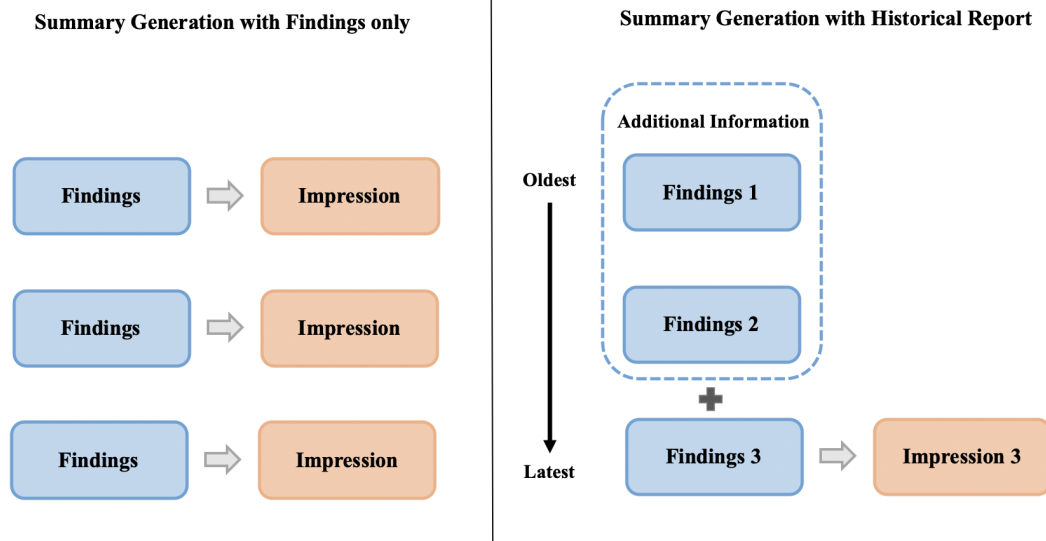 Summary Generation with Findings only
Findings
Impression
Findings
Impression
Findings
Impression
Summary Generation with Historical Report
Additional Information
Oldest
Findings 1
Findings 2
Findings 3
Impression 3
Latest